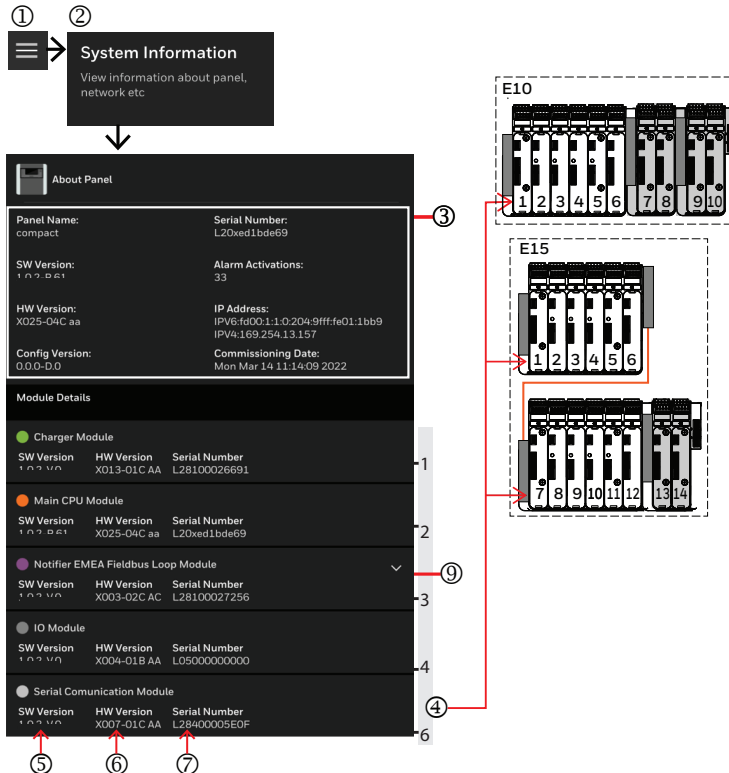 ① ②
System Information
View information about panel,
network etc
About Panel
Panel Name: Serial Number:
compact L20xed1bde69
③
SW Version: Alarm Activations:
33
HW Version: IP Address:
X025-04C aa IPV6:fd00:1:1:0:204:9fff:fe01:1bb9
IPV4:169.254.13.157
Config Version: Commissioning Date:
0.0.0-D.0 Mon Mar 14 11:14:09 2022
Module Details
Charger Module
SW Version HW Version Serial Number
X013-01C AA L28100026691
1
Main CPU Module
SW Version HW Version Serial Number
X025-04C aa L20xed1bde69
2
Notifier EMEA Fieldbus Loop Module
⑨
SW Version HW Version Serial Number
X003-02C AC L28100027256
3
IO Module
SW Version HW Version Serial Number
X004-01B AA L05000000000
4
Serial Comunication Module
④
SW Version HW Version Serial Number
X007-01C AA L28400005E0F
6
⑤ ⑥ ⑦
E10
1 2 3 4 5 6 7 8 9 10
E15
1 2 3 4 5 6
7 8 9 10 11 12 13 14